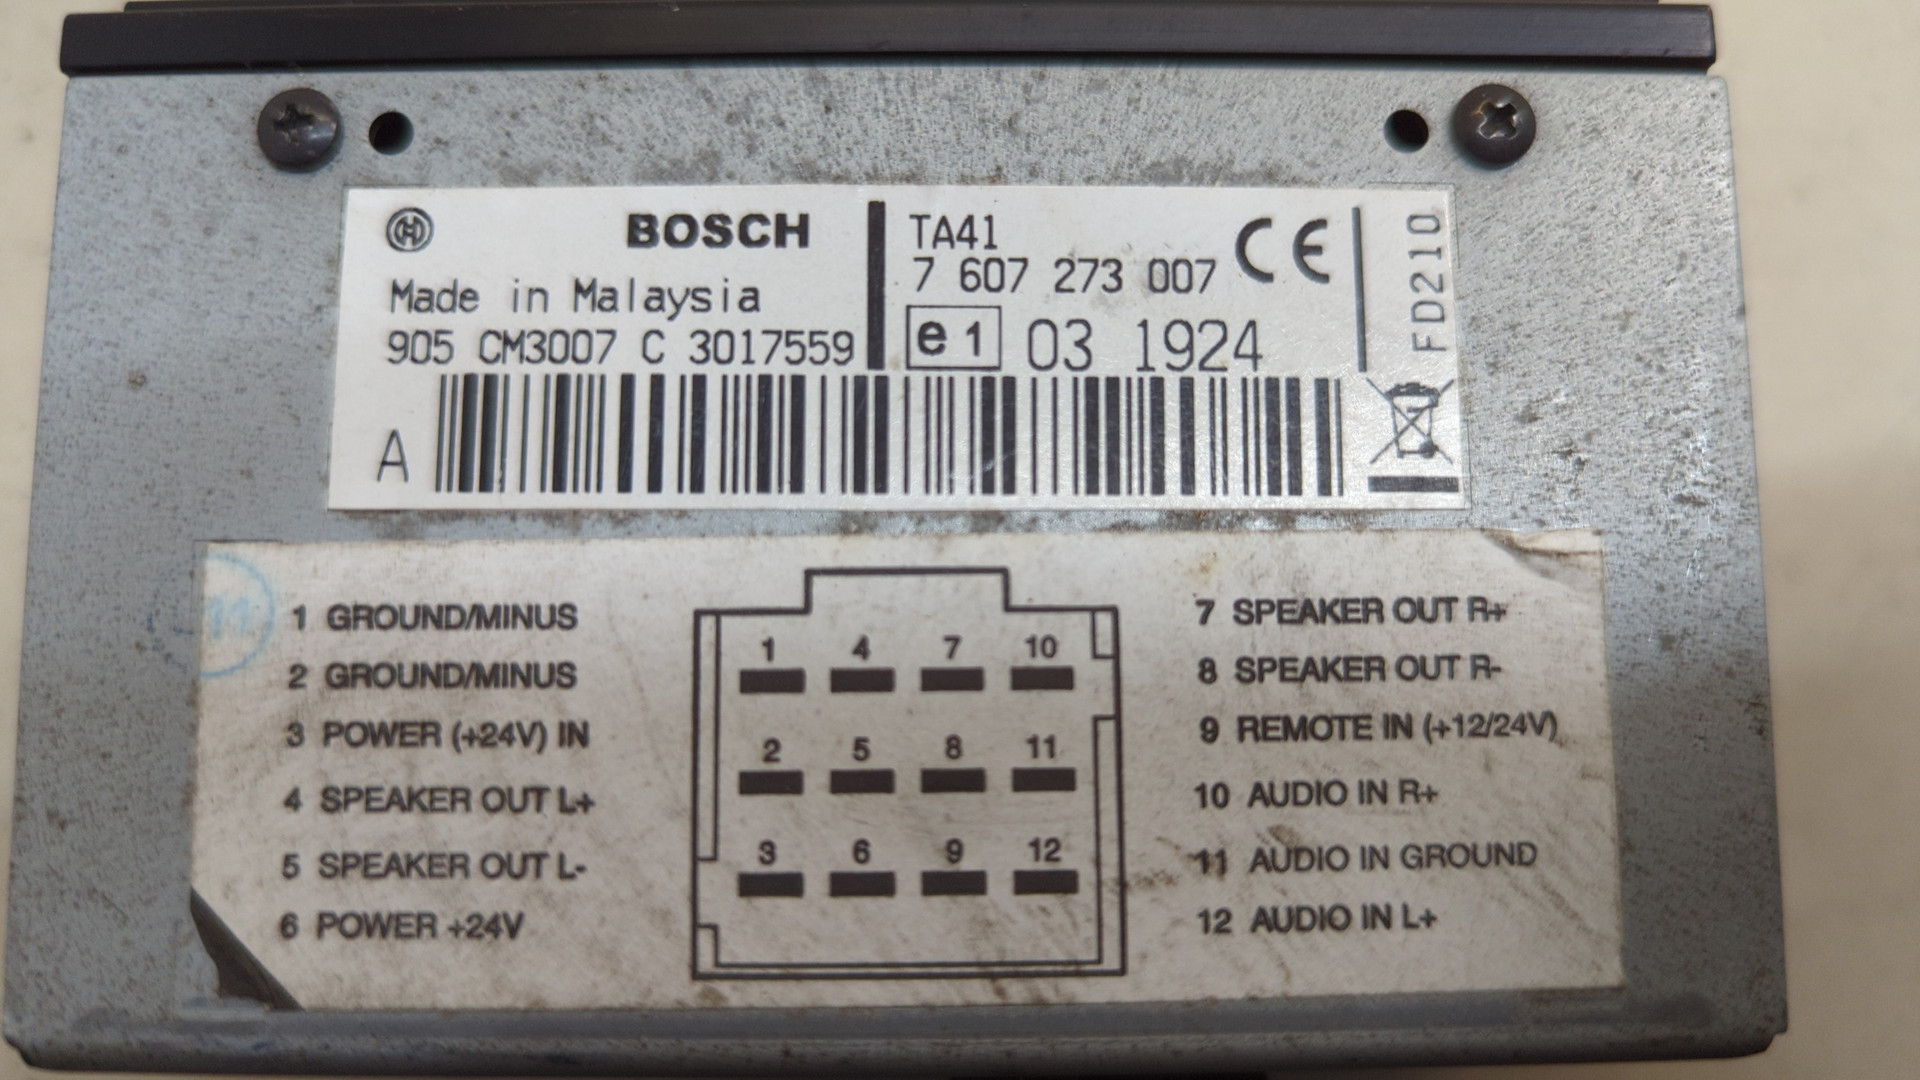 BOSCH
Made in Malaysia
905 CM3007 C 3017559
TA41
7 607 273 007 CE
e1 03 1924
FD210
A
1 GROUND/MINUS
2 GROUND/MINUS
3 POWER (+24V) IN
4 SPEAKER OUT L+
5 SPEAKER OUT L-
6 POWER +24V
1 4 7 10
2 5 8 11
3 6 9 12
7 SPEAKER OUT R+
8 SPEAKER OUT R-
9 REMOTE IN (+12/24V)
10 AUDIO IN R+
11 AUDIO IN GROUND
12 AUDIO IN L+